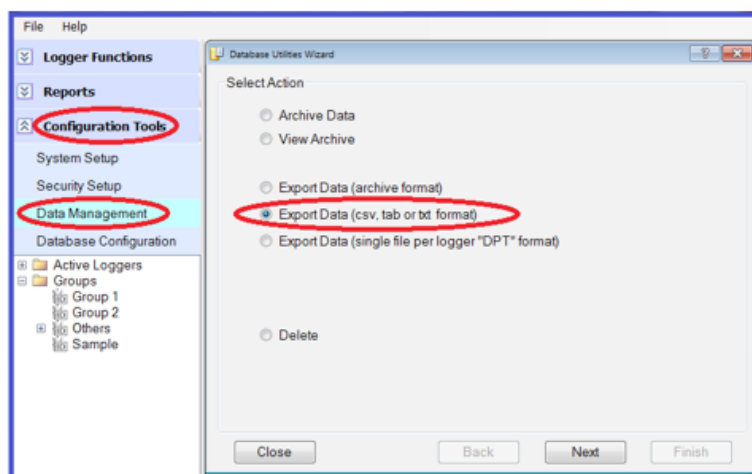 File Help
Logger Functions
Reports
Configuration Tools
System Setup
Security Setup
Data Management
Database Configuration
Active Loggers
Groups
Group 1
Group 2
Others
Sample
Database Utilities Wizard
Select Action
Archive Data
View Archive
Export Data (archive format)
Export Data (csv, tab or txt format)
Export Data (single file per logger "DPT" format)
Delete
Close Back Next Finish